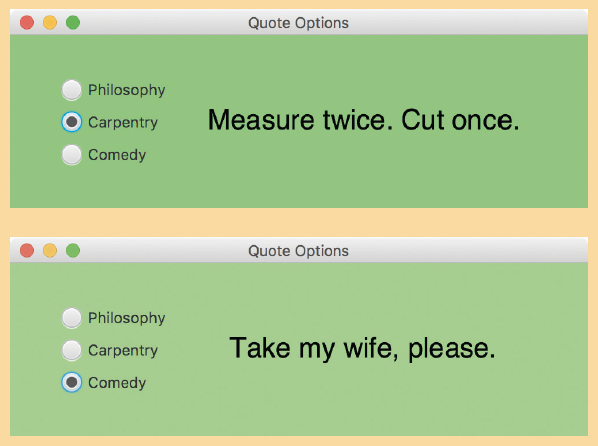 Quote Options
Philosophy
Carpentry
Comedy
Measure twice. Cut once.
Quote Options
Philosophy
Carpentry
Comedy
Take my wife, please.